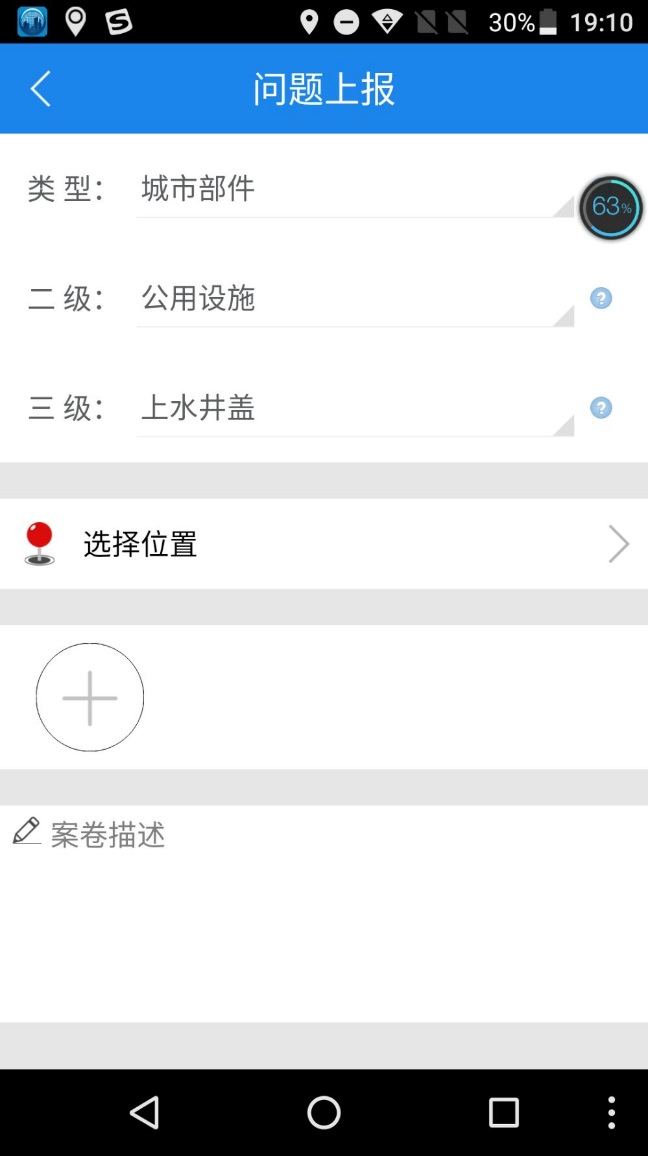 30% 19:10
问题上报
类 型： 城市部件
63%
二 级： 公用设施
?
三 级： 上水井盖
?
选择位置
案卷描述